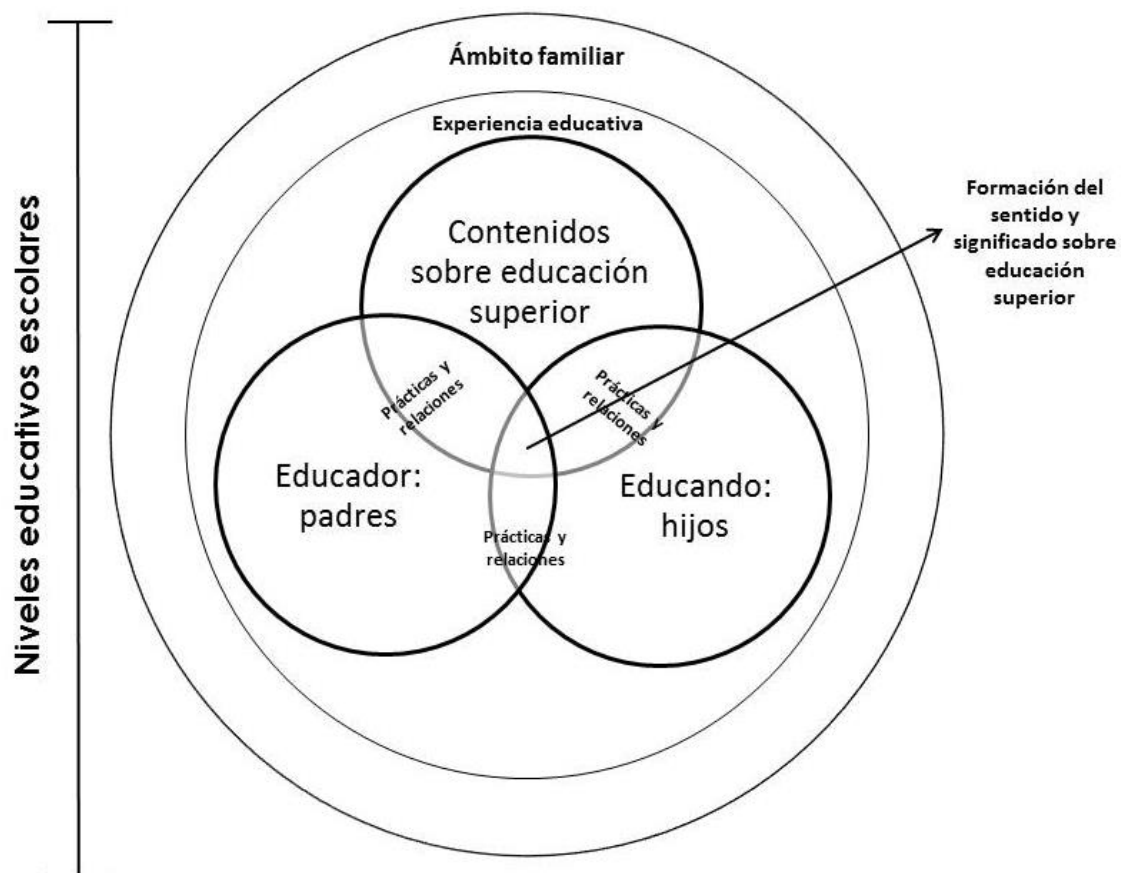 Niveles educativos escolares
Ámbito familiar
Experiencia educativa
Contenidos
sobre educación
superior
Formación del
sentido y
significado sobre
educación
superior
Prácticas y
relaciones
Prácticas y
relaciones
Educador:
padres
Educando:
hijos
Prácticas y
relaciones